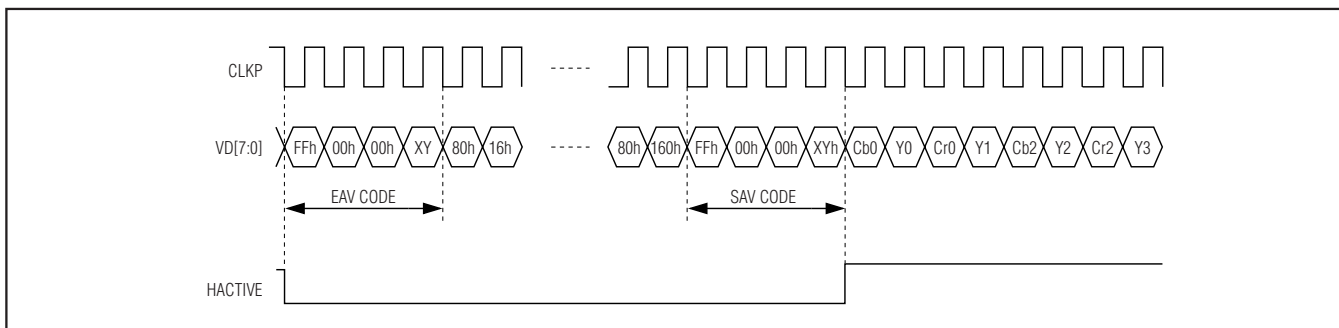 CLKP
VD[7:0] FFh 00h 00h XY 80h 16h 80h 160h FFh 00h 00h XYh Cb0 Y0 Cr0 Y1 Cb2 Y2 Cr2 Y3
EAV CODE SAV CODE
HACTIVE